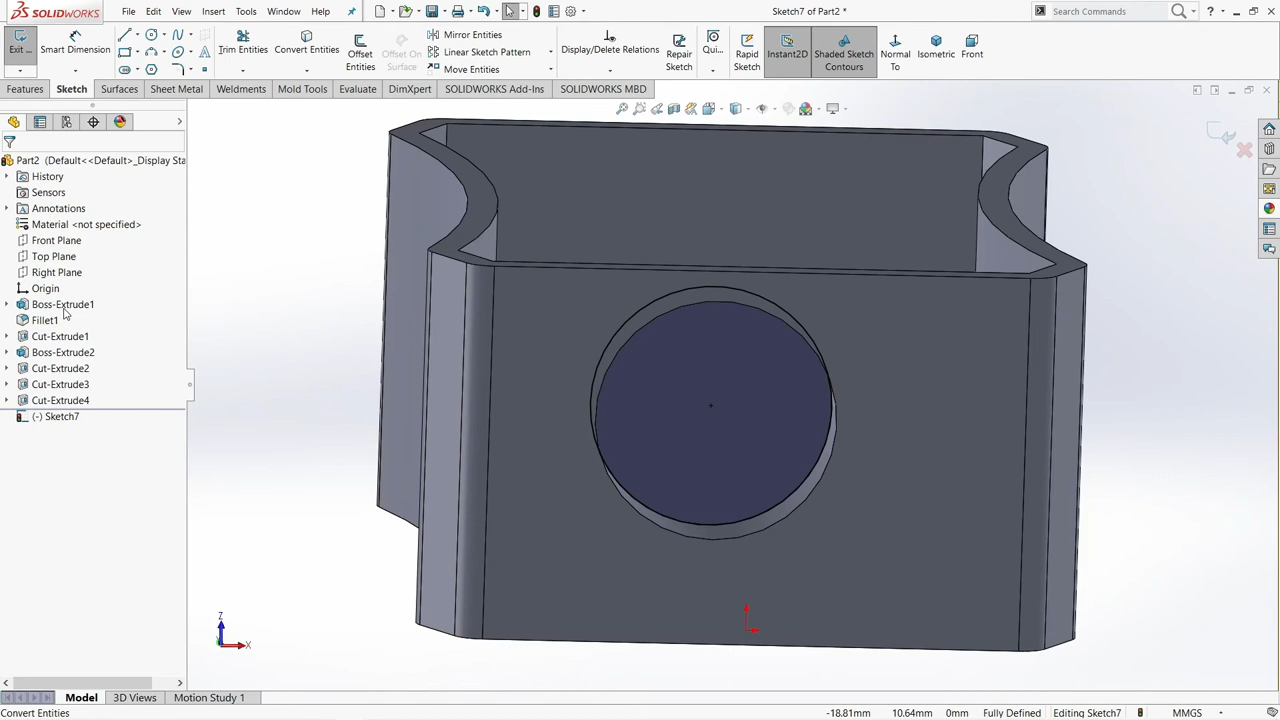 SOLIDWORKS File Edit View Insert Tools Window Help Sketch7 of Part2 * Search Commands ?
Exit ... Smart Dimension Trim Entities Convert Entities Offset Entities Offset On Surface Mirror Entities Linear Sketch Pattern Move Entities Display/Delete Relations Repair Sketch Qui... Rapid Sketch Instant2D Shaded Sketch Contours Normal To Isometric Front
Features Sketch Surfaces Sheet Metal Weldments Mold Tools Evaluate DimXpert SOLIDWORKS Add-Ins SOLIDWORKS MBD
Part2 (Default<<Default>_Display Sta
History
Sensors
Annotations
Material <not specified>
Front Plane
Top Plane
Right Plane
Origin
Boss-Extrude1
Fillet1
Cut-Extrude1
Boss-Extrude2
Cut-Extrude2
Cut-Extrude3
Cut-Extrude4
(-) Sketch7
Z
X
Model 3D Views Motion Study 1
Convert Entities -18.81mm 10.64mm 0mm Fully Defined Editing Sketch7 MMGS